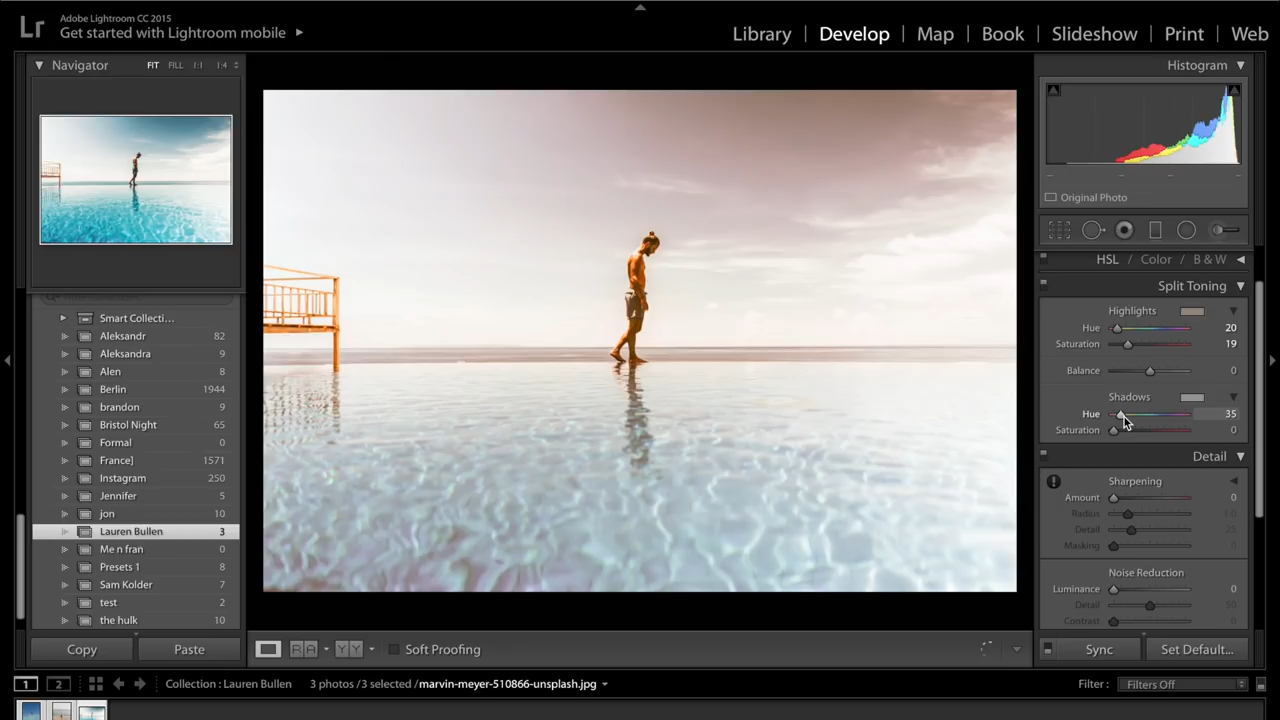 Lr
Adobe Lightroom CC 2015
Get started with Lightroom mobile
Library | Develop | Map | Book | Slideshow | Print | Web
Navigator FIT FILL 1:1 1:4
Histogram
Original Photo
HSL / Color / B & W
Smart Collecti...
Aleksandr 82
Aleksandra 9
Alen 8
Berlin 1944
brandon 9
Bristol Night 65
Formal 0
France] 1571
Instagram 250
Jennifer 5
jon 10
Lauren Bullen 3
Me n fran 0
Presets 1 8
Sam Kolder 7
test 2
the hulk 10
Split Toning
Highlights
Hue 20
Saturation 19
Balance 0
Shadows
Hue 35
Saturation 0
Detail
Sharpening
Amount 0
Radius 1.0
Detail 25
Masking 0
Noise Reduction
Luminance 0
Detail 50
Contrast 0
Copy Paste
R A Y Y Soft Proofing
Sync Set Default...
1 2 Collection : Lauren Bullen 3 photos /3 selected /marvin-meyer-510866-unsplash.jpg
Filter : Filters Off